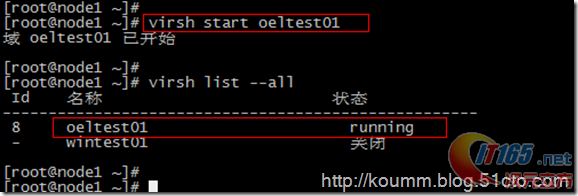 [root@node1 ~]#
[root@node1 ~]# virsh start oeltest01
域 oeltest01 已开始
[root@node1 ~]#
[root@node1 ~]# virsh list --all
Id 名称 状态
----------------------------------------------------
8 oeltest01 running
- wintest01 关闭
IT165.net
[root@node1 ~]#
[root@node1 ~]#
http://koumm.blog.51cto.com